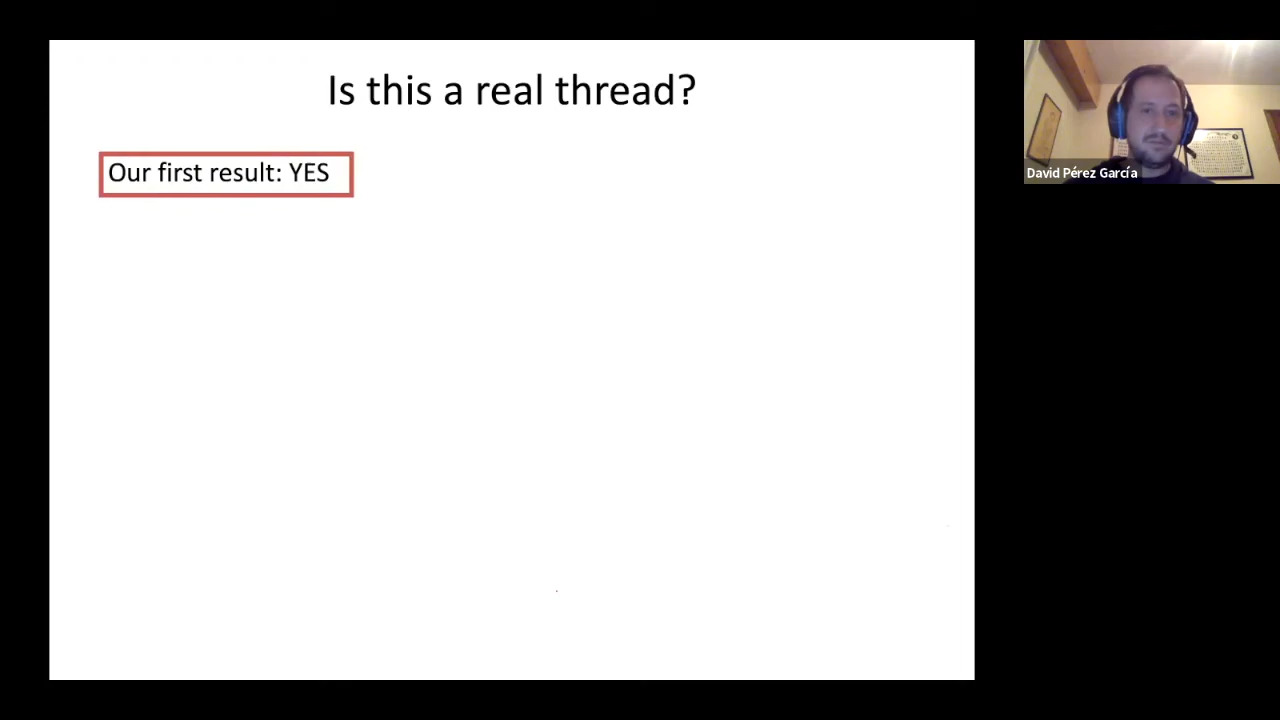 Is this a real thread?
Our first result: YES
David Pérez García